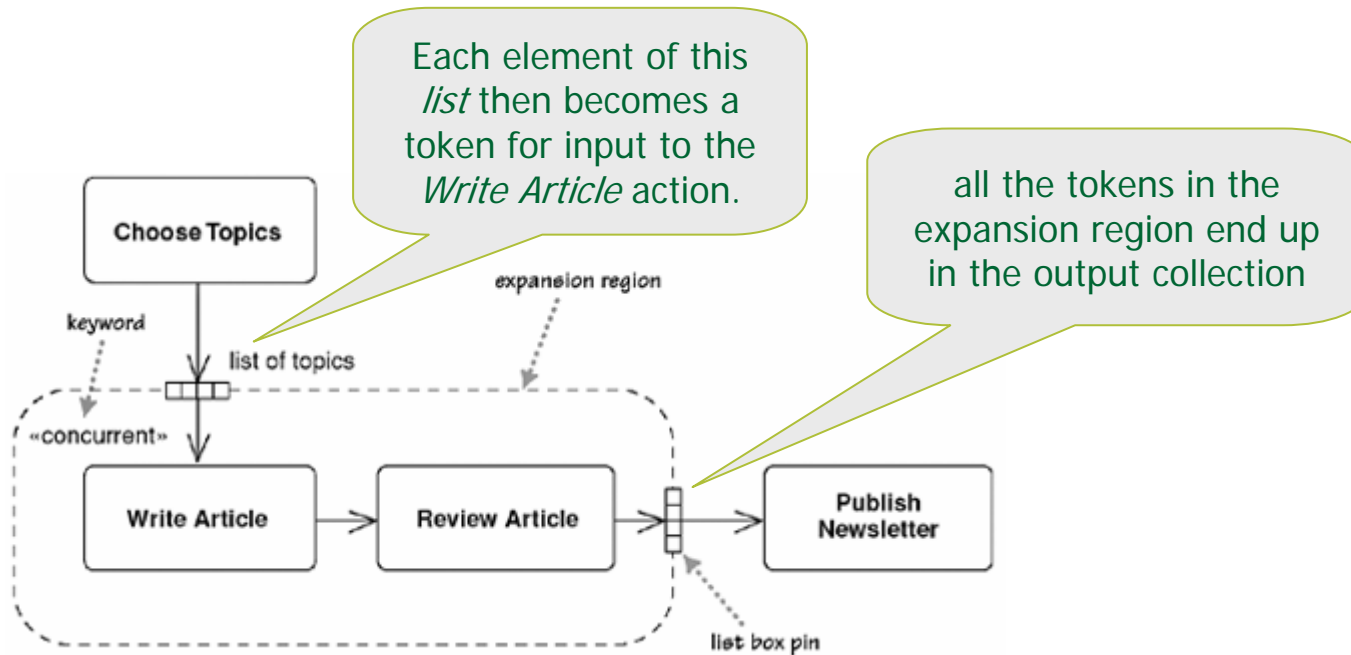 Each element of this
list then becomes a
token for input to the
Write Article action.
all the tokens in the
expansion region end up
in the output collection
Choose Topics
expansion region
keyword
list of topics
«concurrent»
Write Article
Review Article
Publish
Newsletter
list box pin